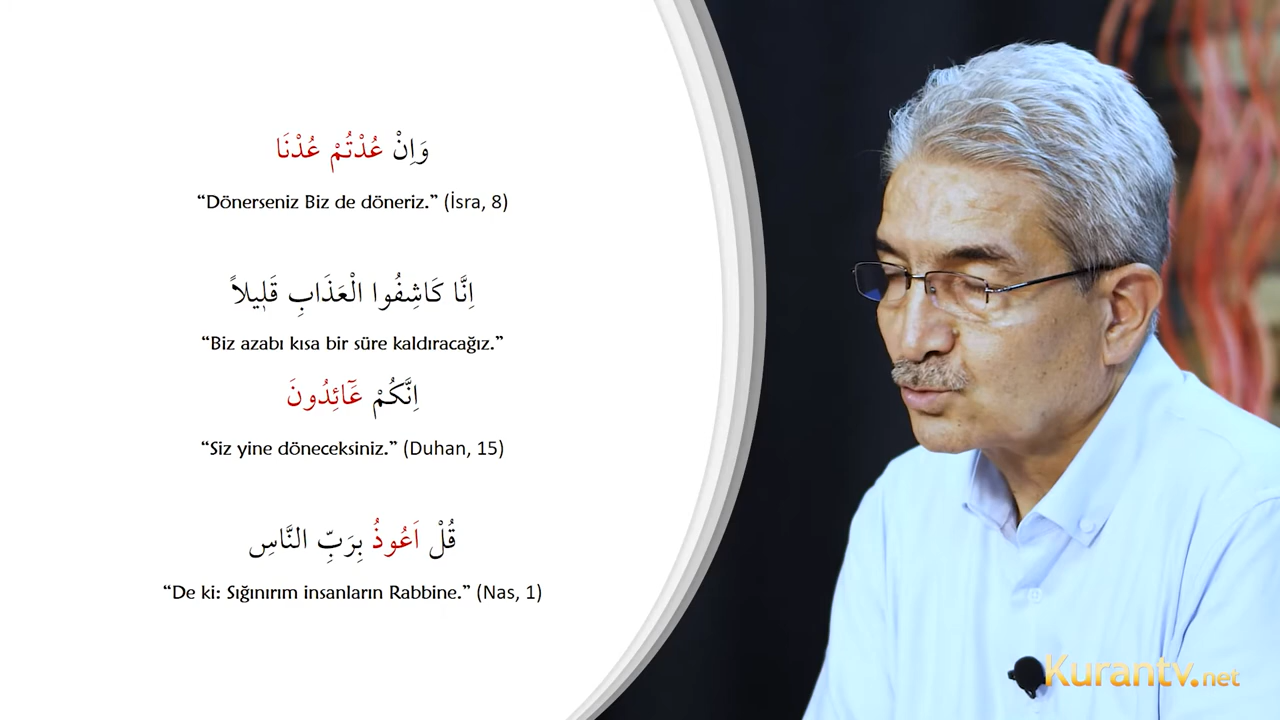 وَاِنْ عُدْتُمْ عُدْنَا
“Dönerseniz Biz de döneriz.” (İsra, 8)
اِنَّا كَاشِفُوا الْعَذَابِ قَل۪يلاً
“Biz azabı kısa bir süre kaldıracağız.”
اِنَّكُمْ عَٓائِدُونَ
“Siz yine döneceksiniz.” (Duhan, 15)
قُلْ اَعُوذُ بِرَبِّ النَّاسِ
“De ki: Sığınırım insanların Rabbine.” (Nas, 1)
Kurantv.net